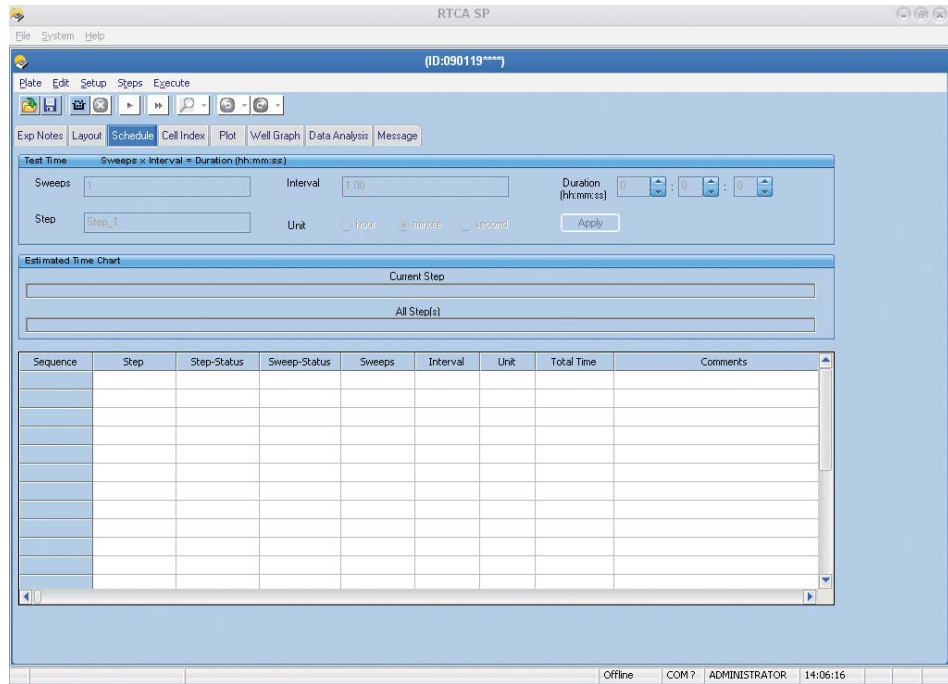 RTCA SP
File System Help
(ID:090119****)
Plate Edit Setup Steps Execute
Exp Notes Layout Schedule Cell Index Plot Well Graph Data Analysis Message
Test Time Sweeps x Interval = Duration (hh:mm:ss)
Sweeps 1 Interval 1.00 Duration (hh:mm:ss) 0 : 0 : 0
Step Step_1 Unit hour minute second Apply
Estimated Time Chart
Current Step
All Step(s)
Sequence Step Step-Status Sweep-Status Sweeps Interval Unit Total Time Comments
Offline COM ? ADMINISTRATOR 14:06:16